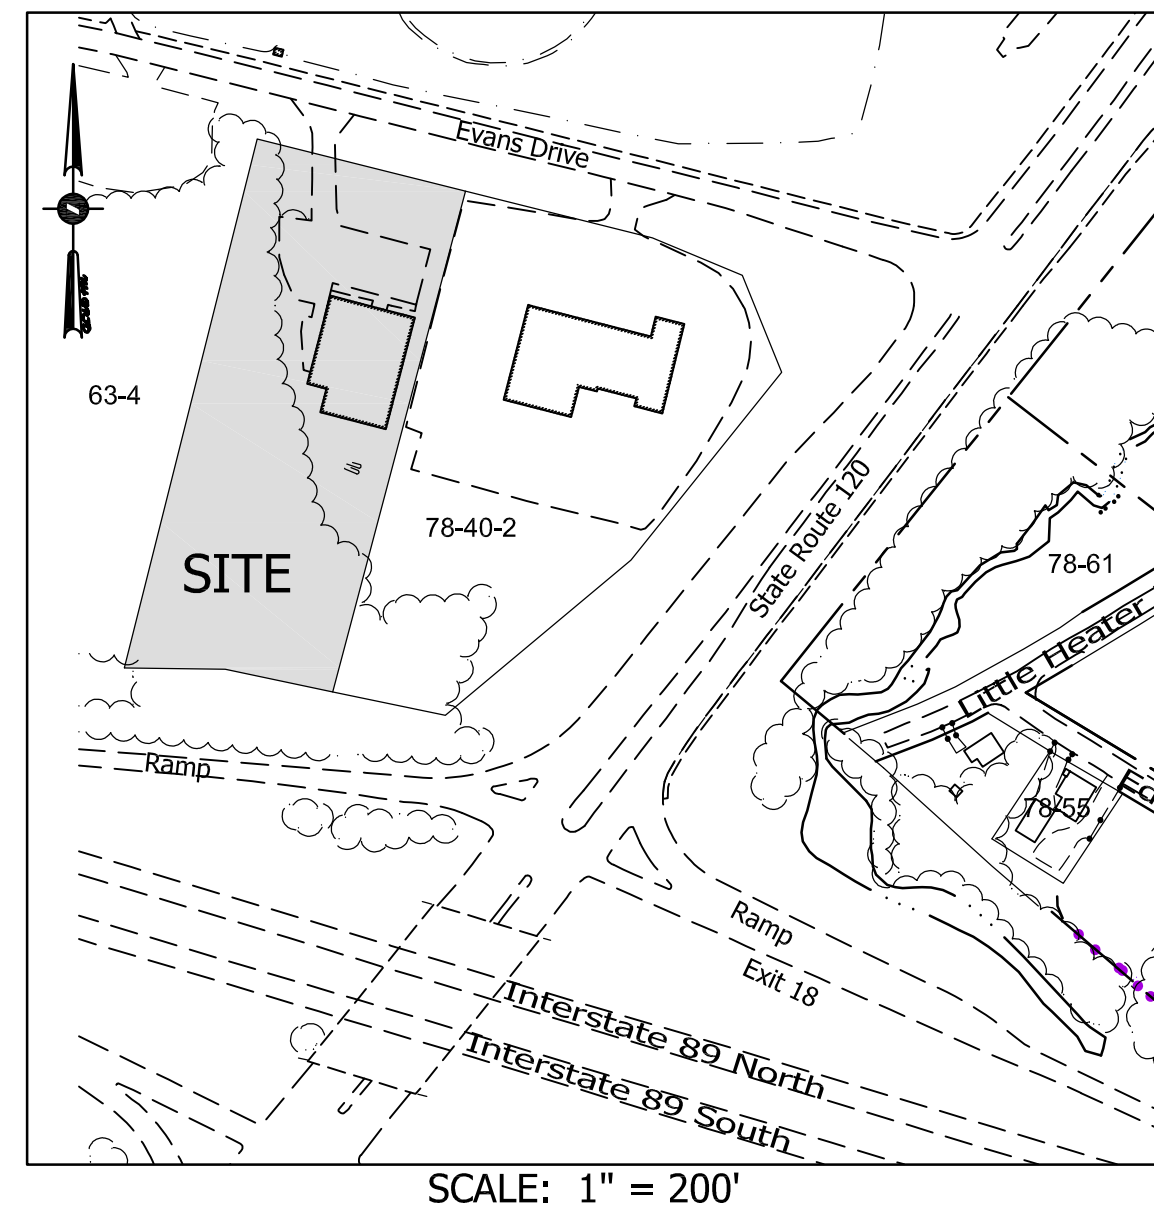 Evans Drive
63-4
78-40-2
State Route 120
78-61
SITE
Little Heater
Ramp
78-55
Ramp
Exit 18
Interstate 89 North
Interstate 89 South
SCALE: 1" = 200'